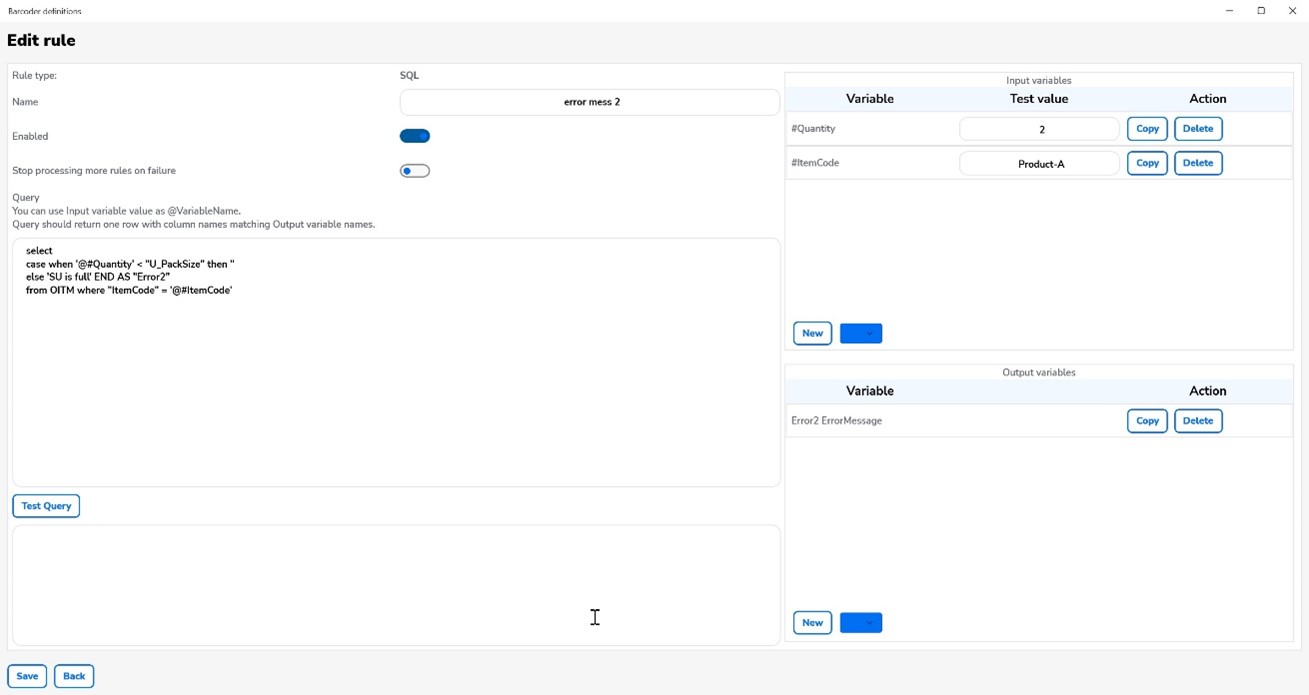 Barcoder definitions
Edit rule
Rule type: SQL
Name error mess 2
Enabled
Stop processing more rules on failure
Query
You can use Input variable value as @VariableName.
Query should return one row with column names matching Output variable names.
select
case when '@#Quantity' < "U_PackSize" then ''
else 'SU is full' END AS "Error2"
from OITM where "ItemCode" = '@#ItemCode'
Test Query
Input variables
Variable Test value Action
#Quantity 2 Copy Delete
#ItemCode Product-A Copy Delete
New
Output variables
Variable Action
Error2 ErrorMessage Copy Delete
New
Save Back